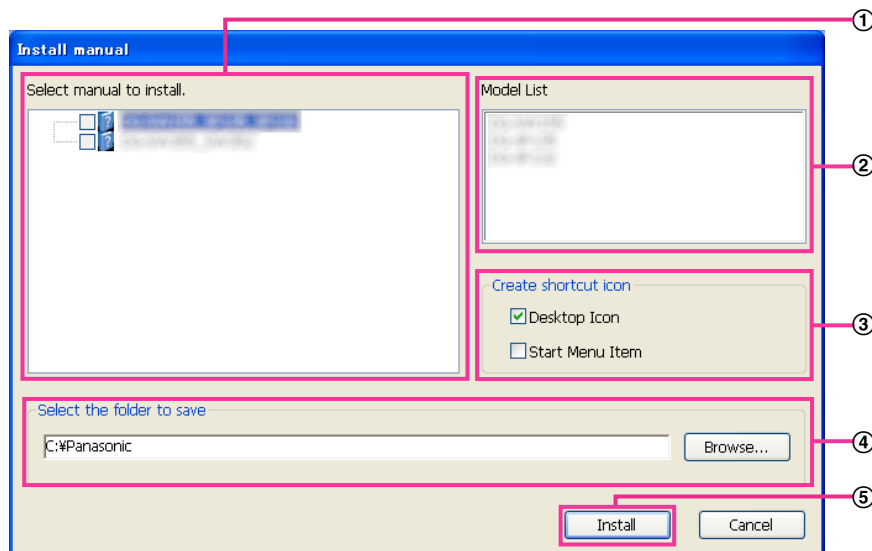 ①
Install manual
Select manual to install.
Model List
②
Create shortcut icon
Desktop Icon
③
Start Menu Item
Select the folder to save
C:¥Panasonic
Browse...
④
⑤
Install
Cancel